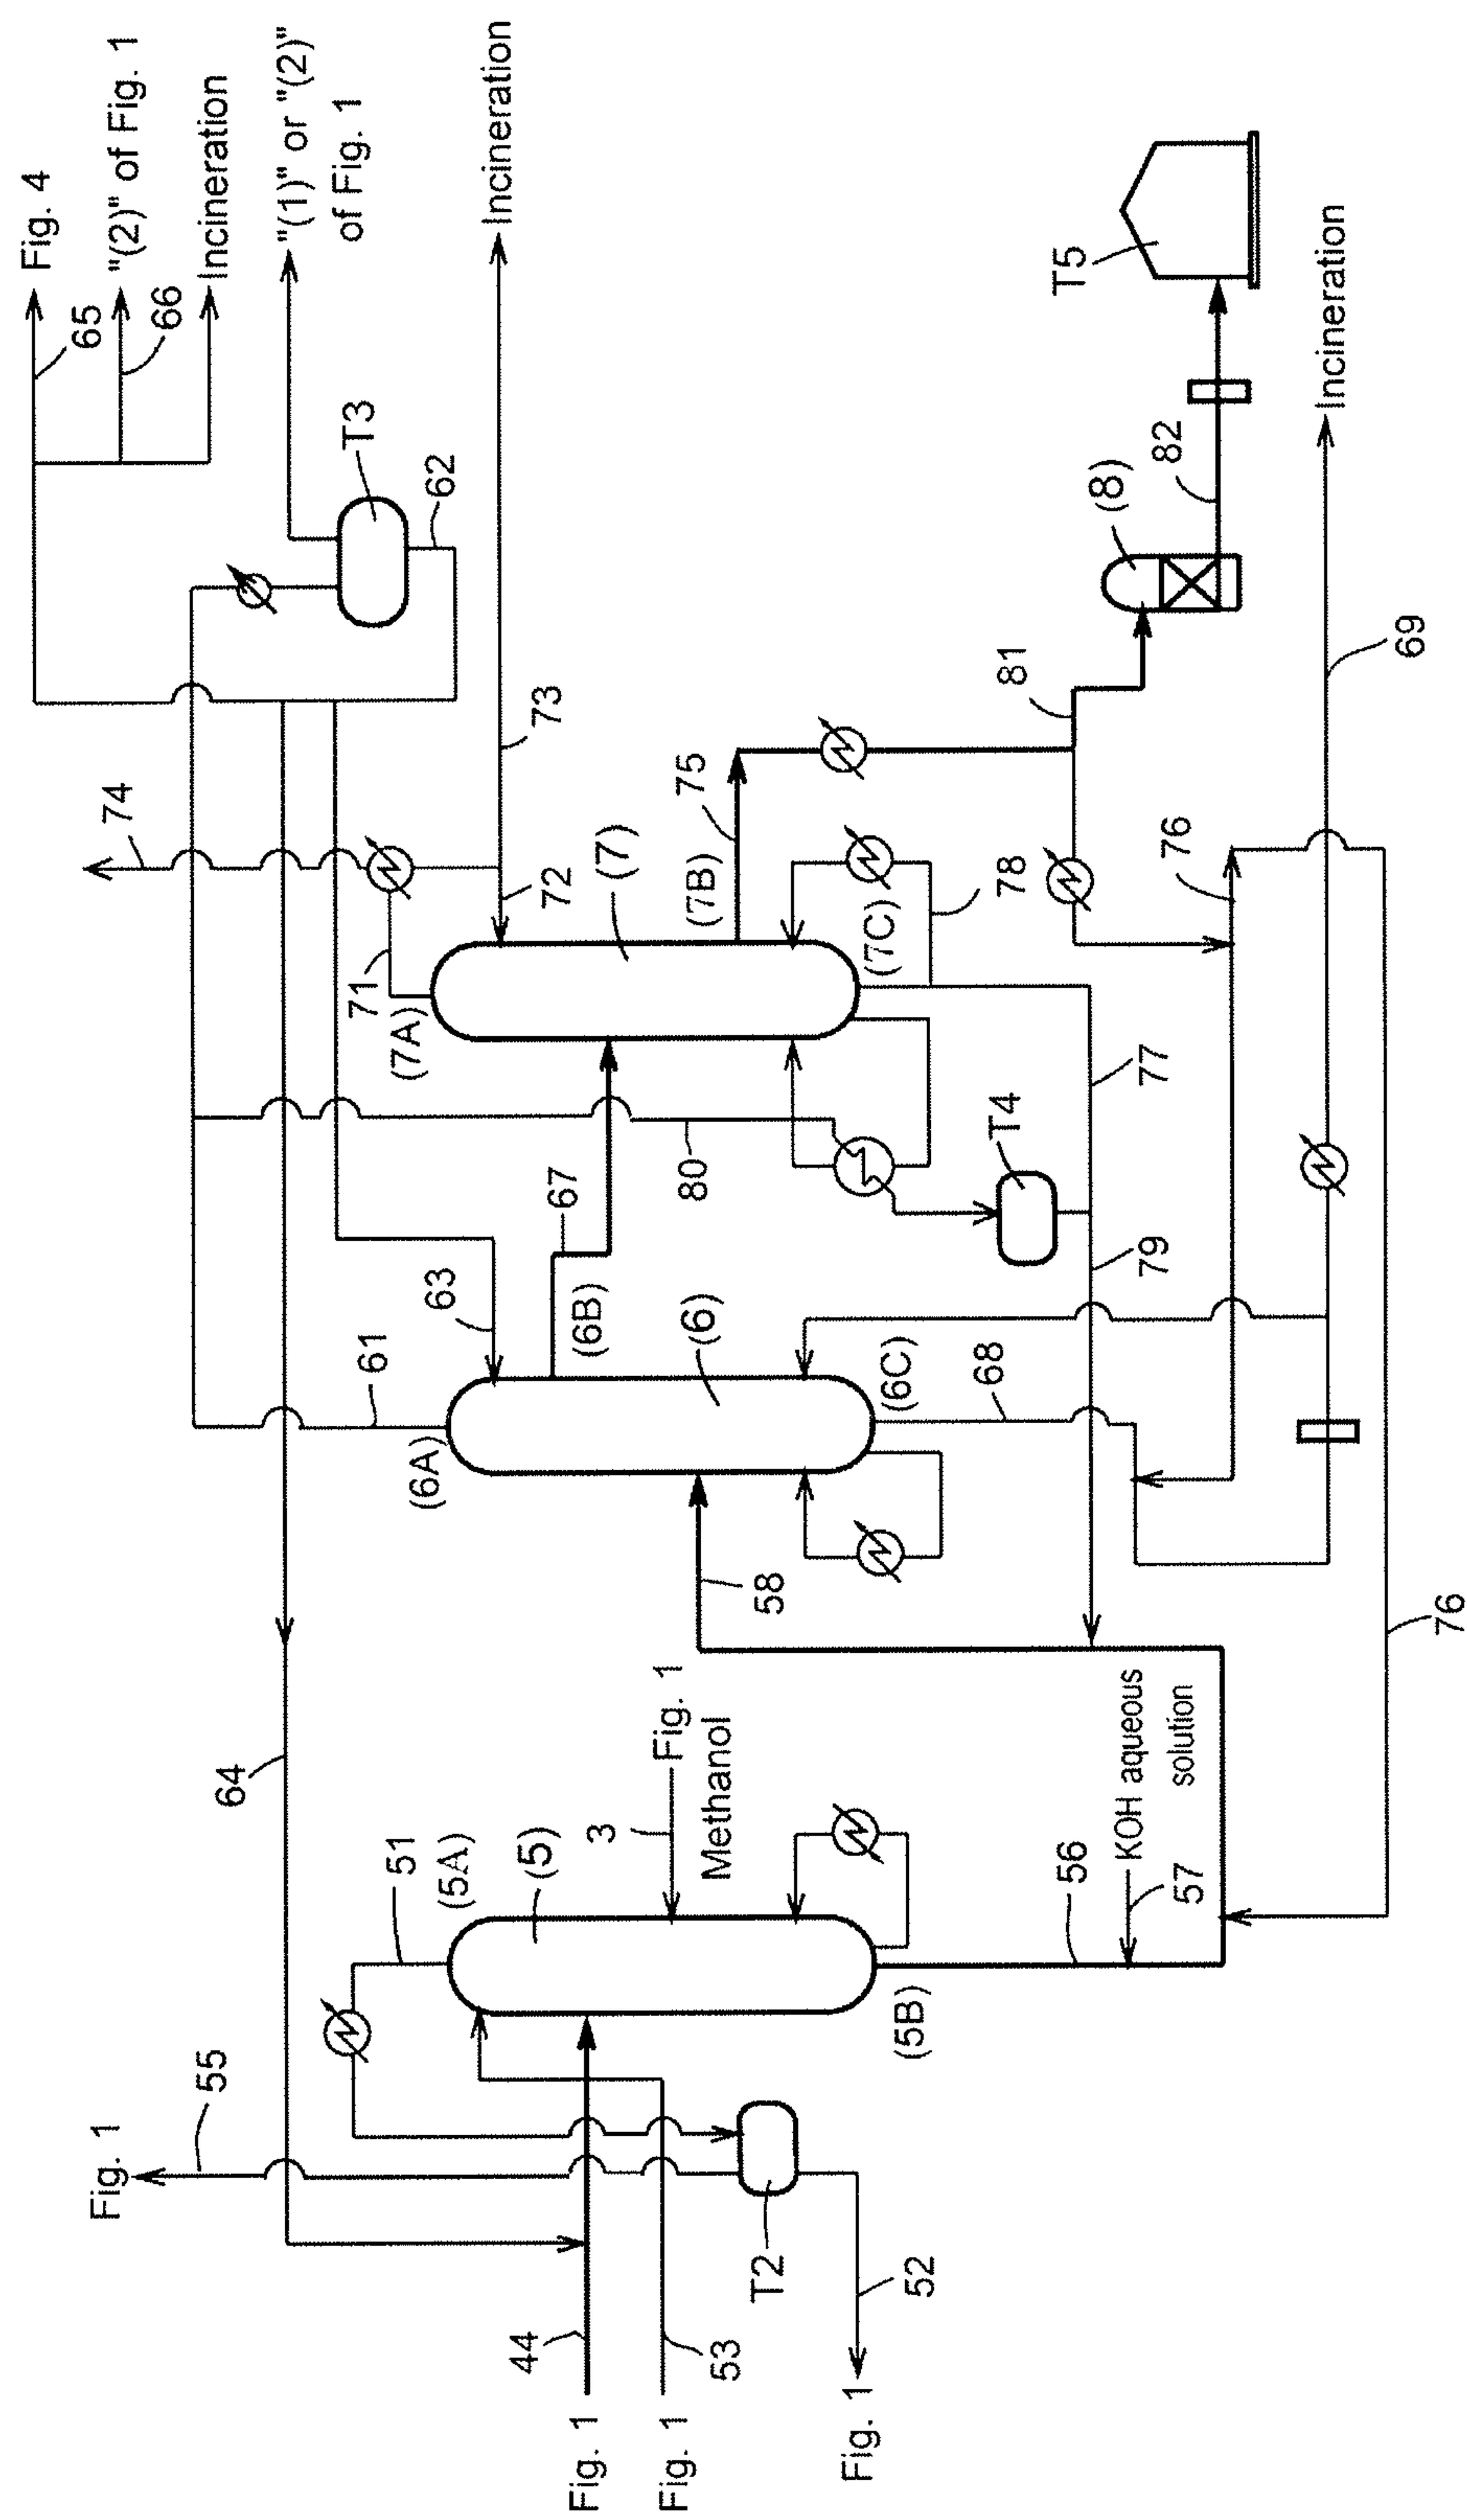 Fig. 4
65
"(2)" of Fig. 1
66
Incineration
"(1)" or "(2)"
of Fig. 1
T3
62
Incineration
73
72
74
71
(7A)
(7)
(7B)
75
(7C)
78
81
(8)
82
T5
76
Incineration
69
77
T4
80
79
67
63
(6B)
61
(6A)
(6)
(6C)
68
58
64
51
(5A)
(5)
3
Fig. 1
Methanol
56
KOH aqueous
solution
57
76
(5B)
55
Fig. 1
T2
52
Fig. 1
44
53
Fig. 1
Fig. 1